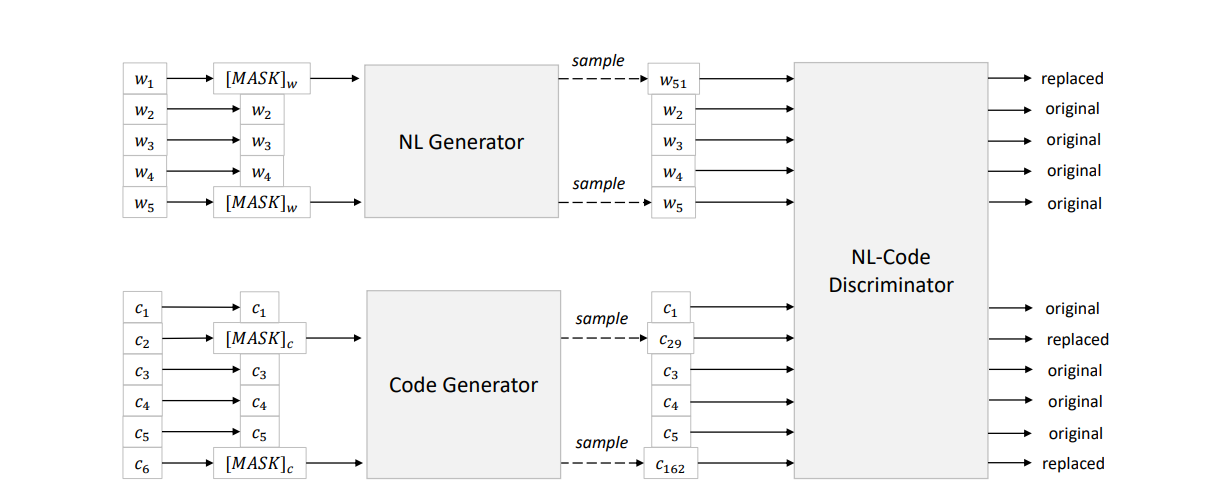 sample
w1 [MASK]w w51 replaced
w2 w2 w2 original
w3 w3 NL Generator w3 original
w4 w4 w4 original
sample
w5 [MASK]w w5 original
NL-Code
Discriminator
c1 c1 c1 original
sample
c2 [MASK]c c29 replaced
c3 c3 c3 original
Code Generator
c4 c4 c4 original
c5 c5 c5 original
sample
c6 [MASK]c c162 replaced